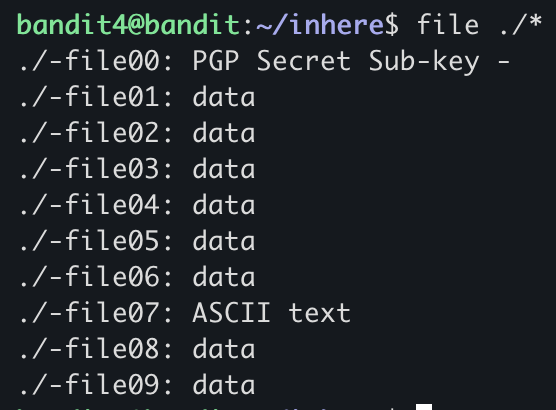 bandit4@bandit:~/inhere$ file ./*
./-file00: PGP Secret Sub-key -
./-file01: data
./-file02: data
./-file03: data
./-file04: data
./-file05: data
./-file06: data
./-file07: ASCII text
./-file08: data
./-file09: data